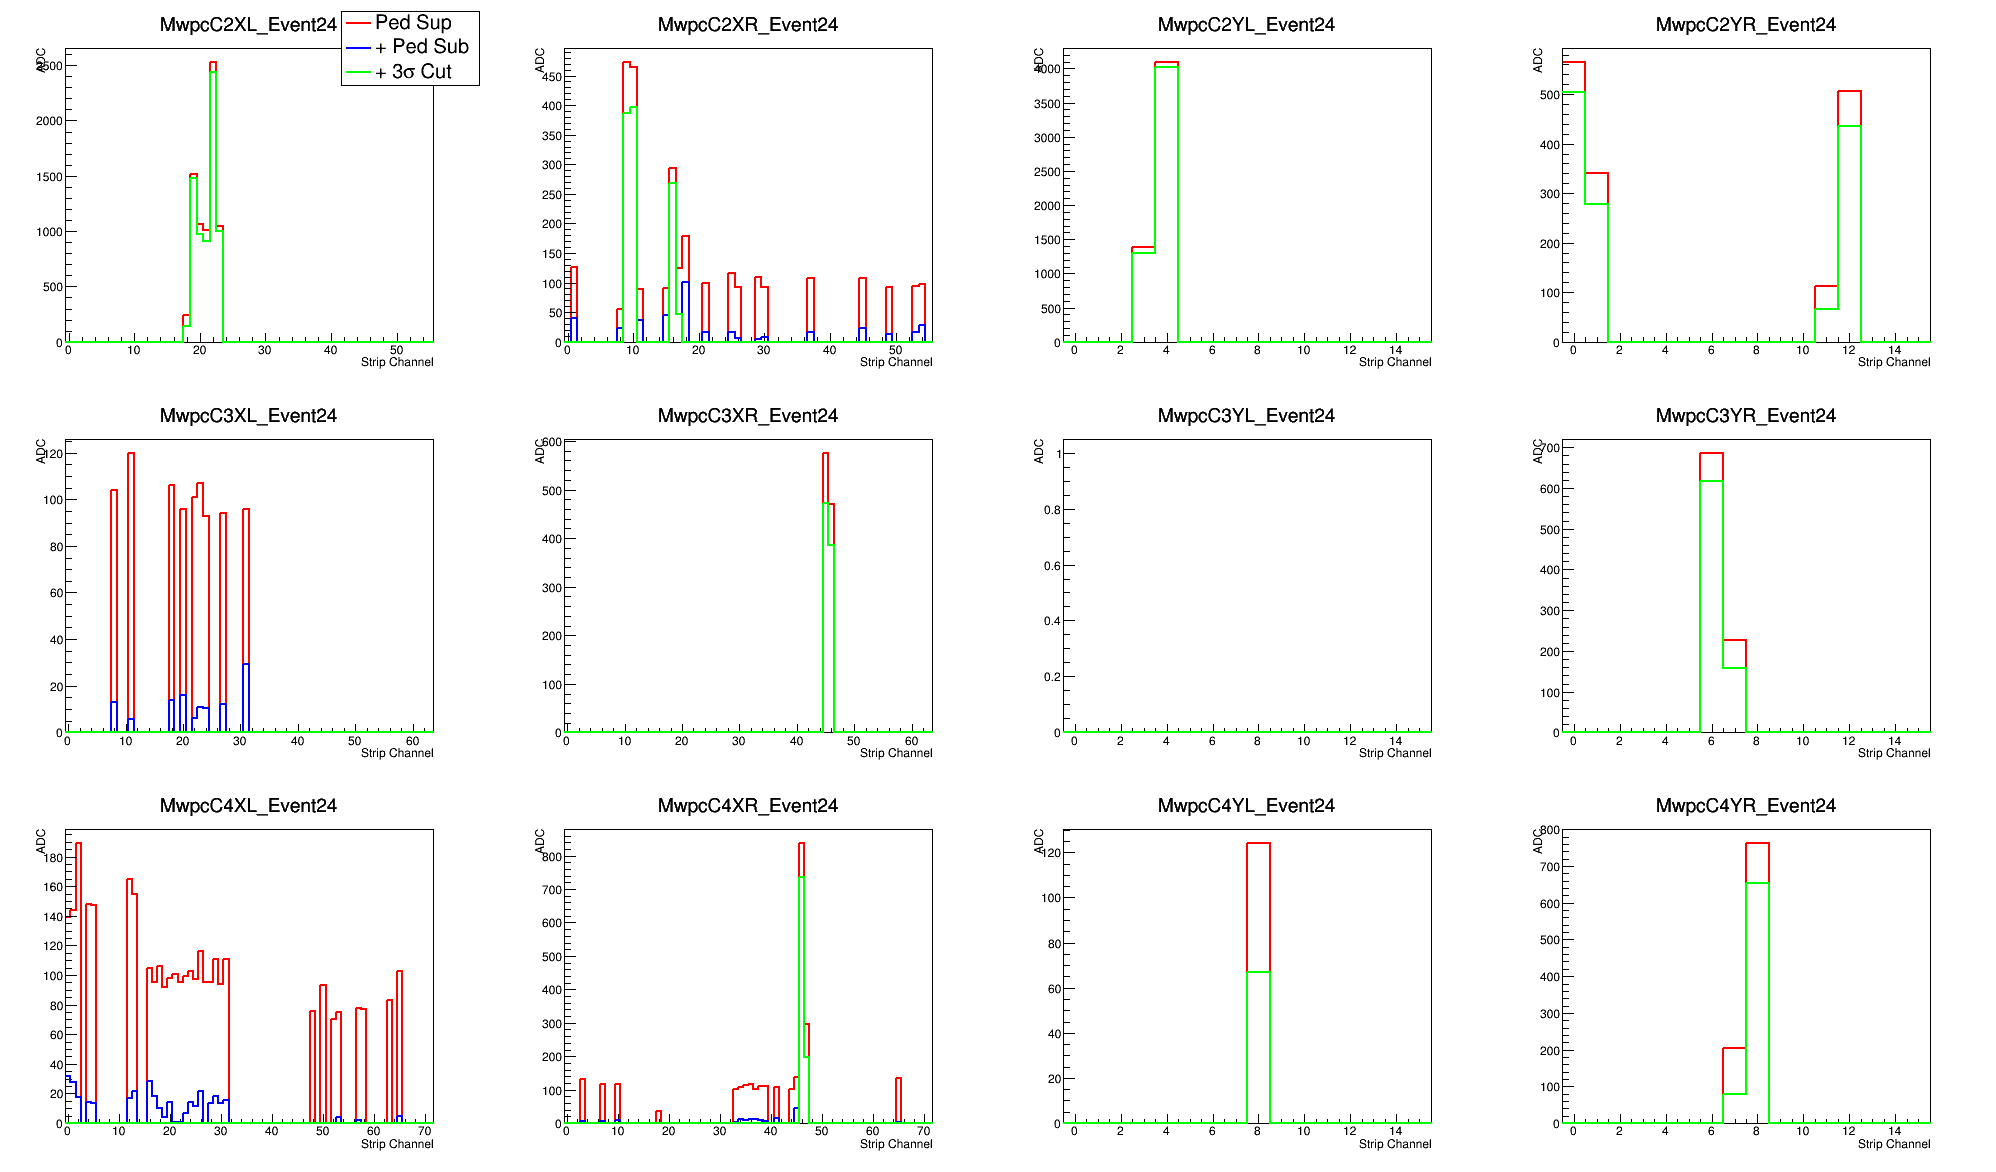 MwpcC2XL_Event24
Ped Sup
+ Ped Sub
+ 3σ Cut
ADC
2500
2000
1500
1000
500
0
0 10 20 30 40 50
Strip Channel
MwpcC2XR_Event24
ADC
450
400
350
300
250
200
150
100
50
0
0 10 20 30 40 50
Strip Channel
MwpcC2YL_Event24
ADC
4000
3500
3000
2500
2000
1500
1000
500
0
0 2 4 6 8 10 12 14
Strip Channel
MwpcC2YR_Event24
ADC
500
400
300
200
100
0
0 2 4 6 8 10 12 14
Strip Channel
MwpcC3XL_Event24
ADC
120
100
80
60
40
20
0
0 10 20 30 40 50 60
Strip Channel
MwpcC3XR_Event24
ADC
600
500
400
300
200
100
0
0 10 20 30 40 50 60
Strip Channel
MwpcC3YL_Event24
ADC
1
0.8
0.6
0.4
0.2
0
0 2 4 6 8 10 12 14
Strip Channel
MwpcC3YR_Event24
ADC
700
600
500
400
300
200
100
0
0 2 4 6 8 10 12 14
Strip Channel
MwpcC4XL_Event24
ADC
180
160
140
120
100
80
60
40
20
0
0 10 20 30 40 50 60 70
Strip Channel
MwpcC4XR_Event24
ADC
800
700
600
500
400
300
200
100
0
0 10 20 30 40 50 60 70
Strip Channel
MwpcC4YL_Event24
ADC
120
100
80
60
40
20
0
0 2 4 6 8 10 12 14
Strip Channel
MwpcC4YR_Event24
ADC
800
700
600
500
400
300
200
100
0
0 2 4 6 8 10 12 14
Strip Channel